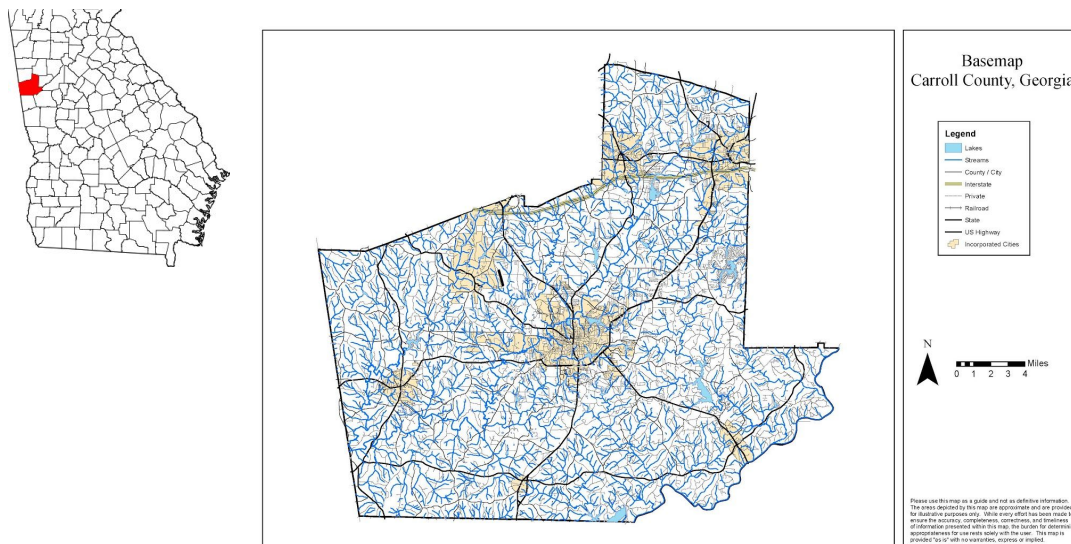 Basemap
Carroll County, Georgia
Legend
Lakes
Streams
County / City
Interstate
Private
Railroad
State
US Highway
Incorporated Cities
N
Miles
0 1 2 3 4
Please use this map as a guide and not as definitive information.
The areas depicted by this map are approximate and are provided
for illustrative purposes only. While every effort has been made to
ensure the accuracy, completeness, correctness, and timeliness
of information presented within this map, the burden for determini
appropriateness for use rests solely with the user. This map is
provided "as is" with no warranties, express or implied.